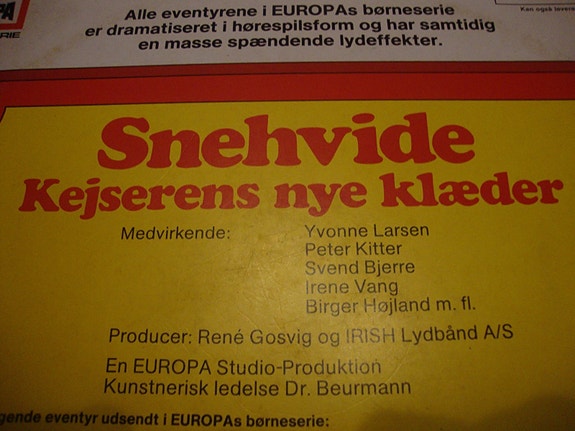 Alle eventyrene i EUROPAs børneserie
er dramatiseret i hørespilsform og har samtidig
en masse spændende lydeffekter.
Snehvide
Kejserens nye klæder
Medvirkende: Yvonne Larsen
Peter Kitter
Svend Bjerre
Irene Vang
Birger Højland m. fl.
Producer: René Gosvig og IRISH Lydbånd A/S
En EUROPA Studio-Produktion
Kunstnerisk ledelse Dr. Beurmann
gende eventyr udsendt i EUROPAs børneserie: